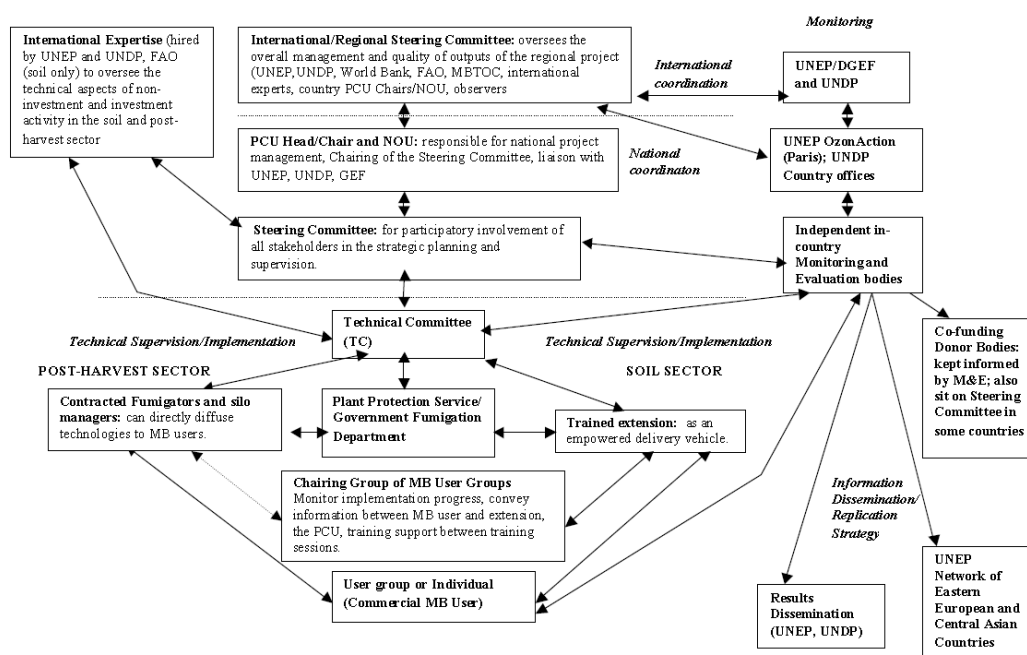 Monitoring
International Expertise (hired
by UNEP and UNDP, FAO
(soil only) to oversee the
technical aspects of non-
investment and investment
activity in the soil and post-
harvest sector
International/Regional Steering Committee: oversees the
overall management and quality of outputs of the regional project
(UNEP, UNDP, World Bank, FAO, MBTOC, international
experts, country PCU Chairs/NOU, observers
International
coordination
UNEP/DGEF
and UNDP
PCU Head/Chair and NOU: responsible for national project
management, Chairing of the Steering Committee, liaison with
UNEP, UNDP, GEF
National
coordinaton
UNEP OzonAction
(Paris); UNDP
Country offices
Steering Committee: for participatory involvement of
all stakeholders in the strategic planning and
supervision.
Independent in-
country
Monitoring and
Evaluation bodies
Technical Committee
(TC)
Technical Supervision/Implementation
Technical Supervision/Implementation
POST-HARVEST SECTOR
SOIL SECTOR
Co-funding
Donor Bodies:
kept informed
by M&E; also
sit on Steering
Committee in
some countries
Contracted Fumigators and silo
managers: can directly diffuse
technologies to MB users.
Plant Protection Service/
Government Fumigation
Department
Trained extension: as an
empowered delivery vehicle.
Chairing Group of MB User Groups
Monitor implementation progress, convey
information between MB user and extension,
the PCU, training support between training
sessions.
Information
Dissemination/
Replication
Strategy
User group or Individual
(Commercial MB User)
Results
Dissemination
(UNEP, UNDP)
UNEP
Network of
Eastern
European and
Central Asian
Countries